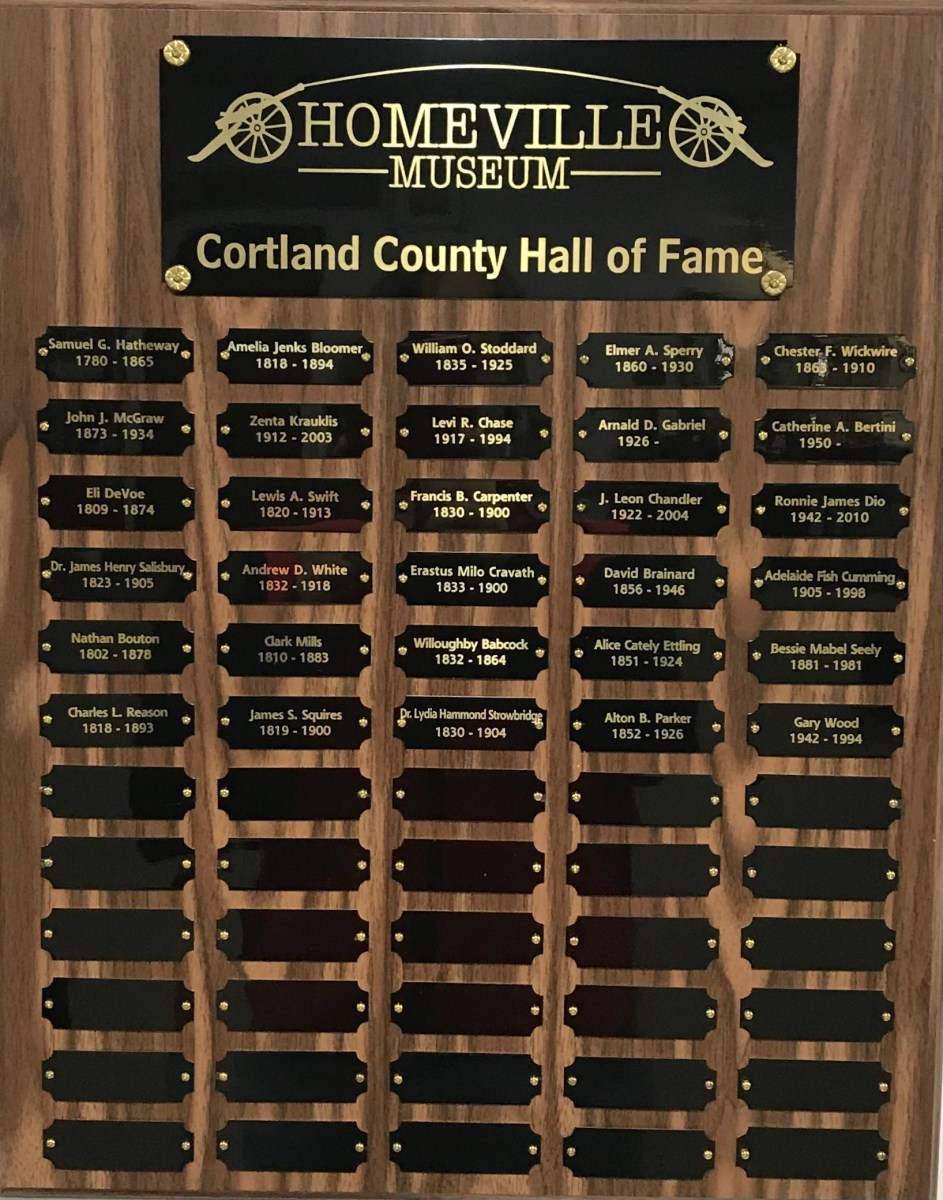 HOMEVILLE
MUSEUM
Cortland County Hall of Fame
Samuel G. Hatheway
1780 - 1865
Amelia Jenks Bloomer
1818 - 1894
William O. Stoddard
1835 - 1925
Elmer A. Sperry
1860 - 1930
Chester F. Wickwire
1863 - 1910
John J. McGraw
1873 - 1934
Zenta Krauklis
1912 - 2003
Levi R. Chase
1917 - 1994
Arnald D. Gabriel
1926 -
Catherine A. Bertini
1950 -
Eli DeVoe
1809 - 1874
Lewis A. Swift
1820 - 1913
Francis B. Carpenter
1830 - 1900
J. Leon Chandler
1922 - 2004
Ronnie James Dio
1942 - 2010
Dr. James Henry Salisbury
1823 - 1905
Andrew D. White
1832 - 1918
Erastus Milo Cravath
1833 - 1900
David Brainard
1856 - 1946
Adelaide Fish Cumming
1905 - 1998
Nathan Bouton
1802 - 1878
Clark Mills
1810 - 1883
Willoughby Babcock
1832 - 1864
Alice Cately Ettling
1851 - 1924
Bessie Mabel Seely
1881 - 1981
Charles L. Reason
1818 - 1893
James S. Squires
1819 - 1900
Dr. Lydia Hammond Strowbridge
1830 - 1904
Alton B. Parker
1852 - 1926
Gary Wood
1942 - 1994